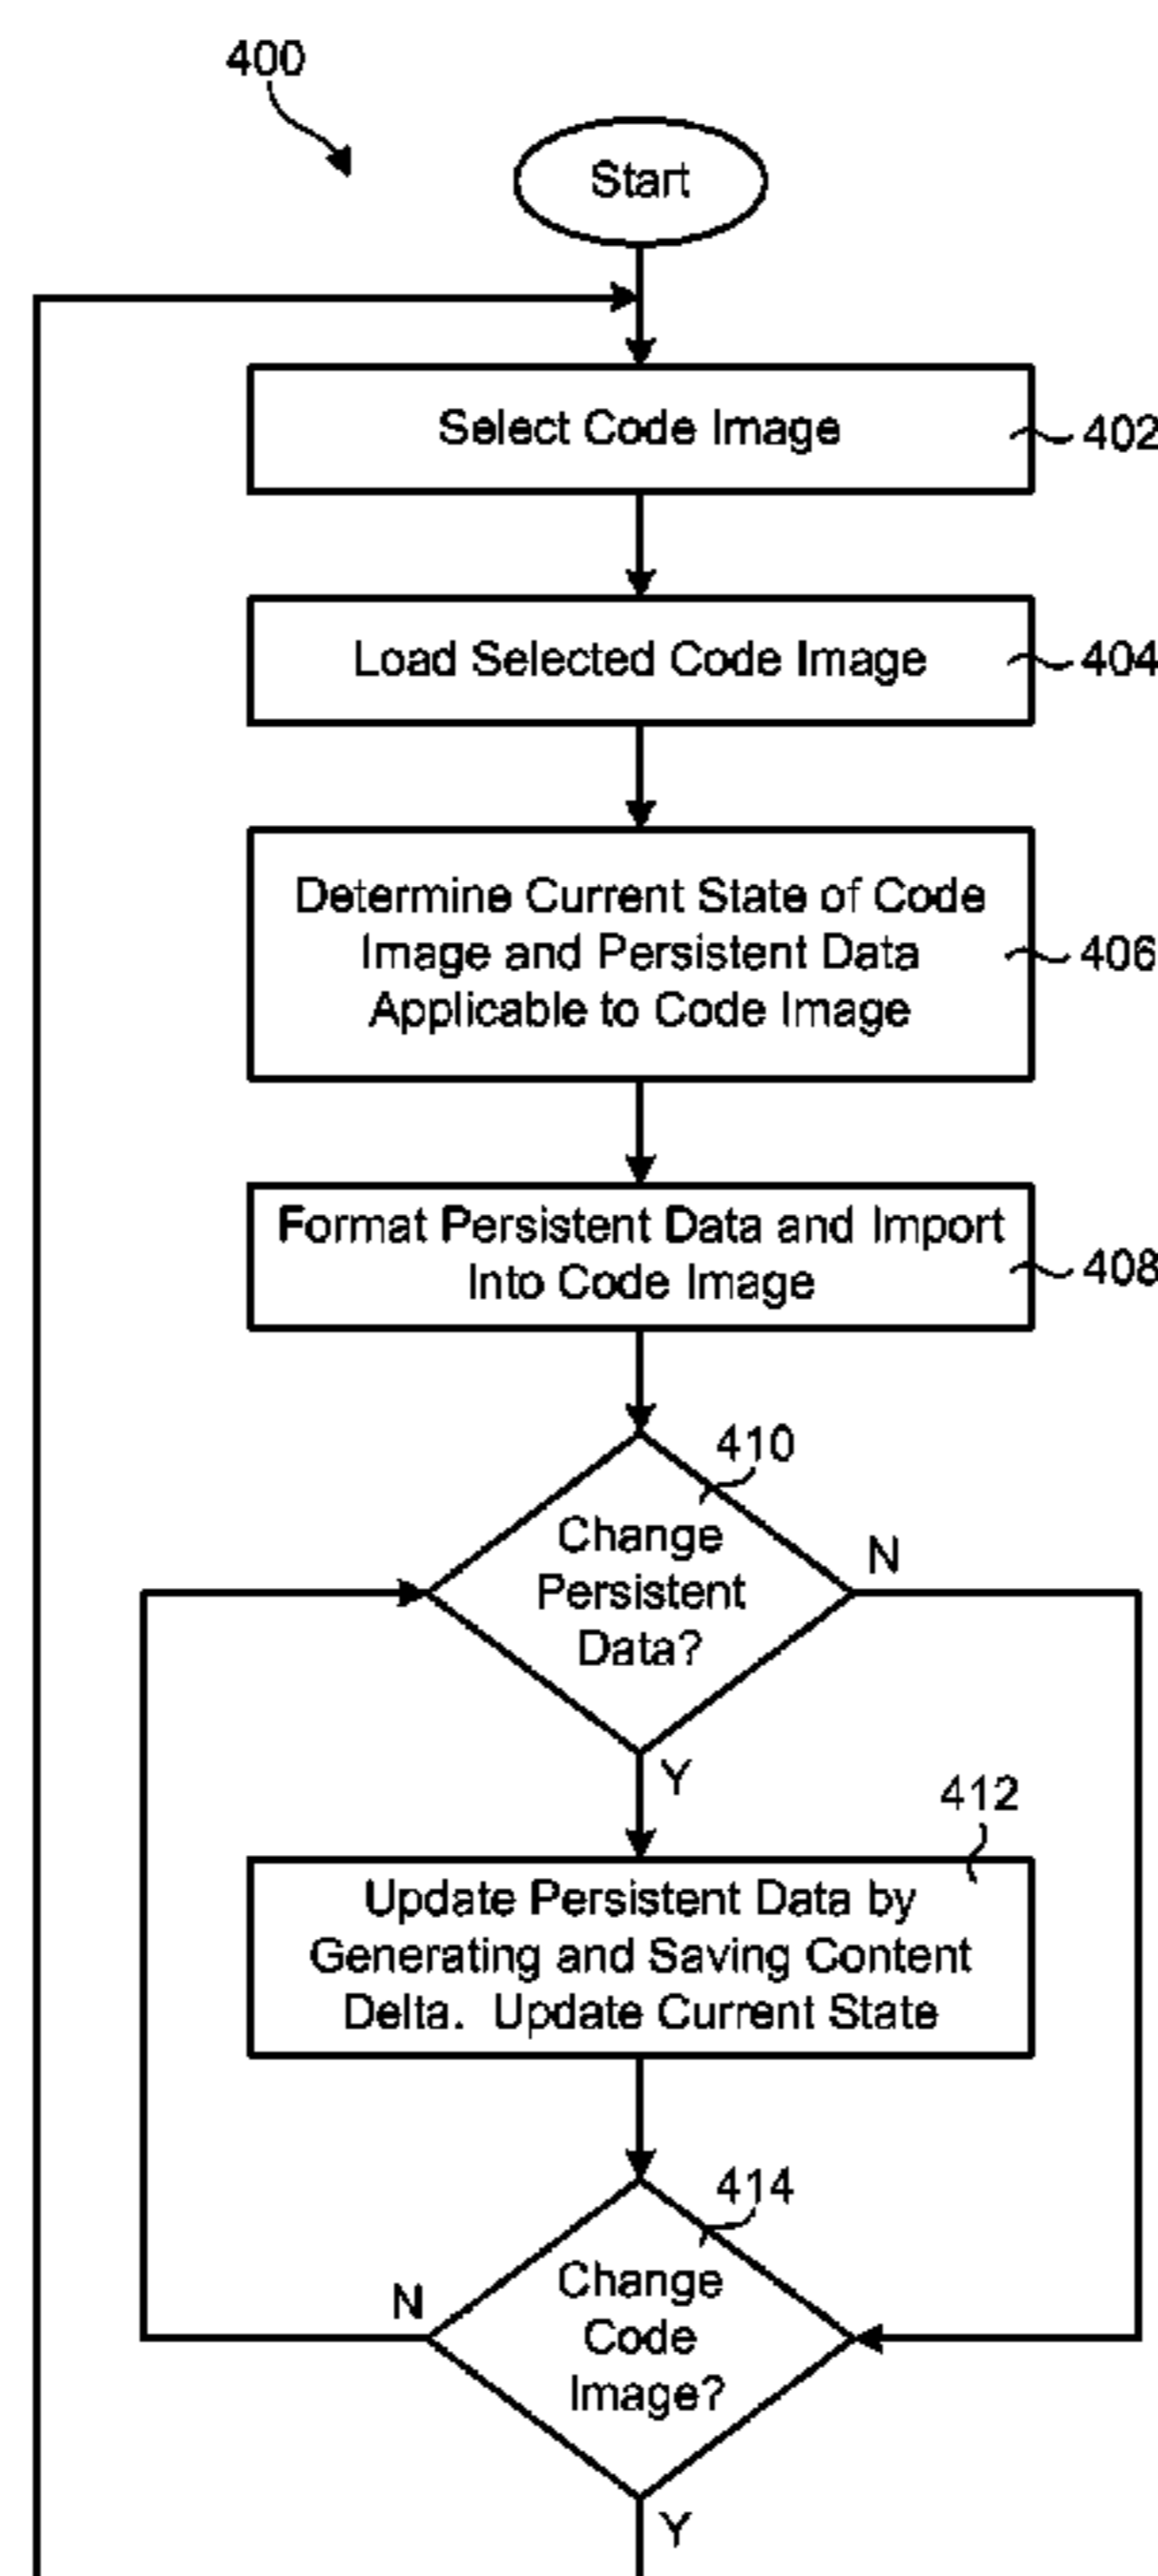 400
Start
Select Code Image
402
Load Selected Code Image
404
Determine Current State of Code
Image and Persistent Data
Applicable to Code Image
406
Format Persistent Data and Import
Into Code Image
408
410
Change
Persistent
Data?
N
Y
412
Update Persistent Data by
Generating and Saving Content
Delta. Update Current State
414
Change
Code
Image?
N
Y